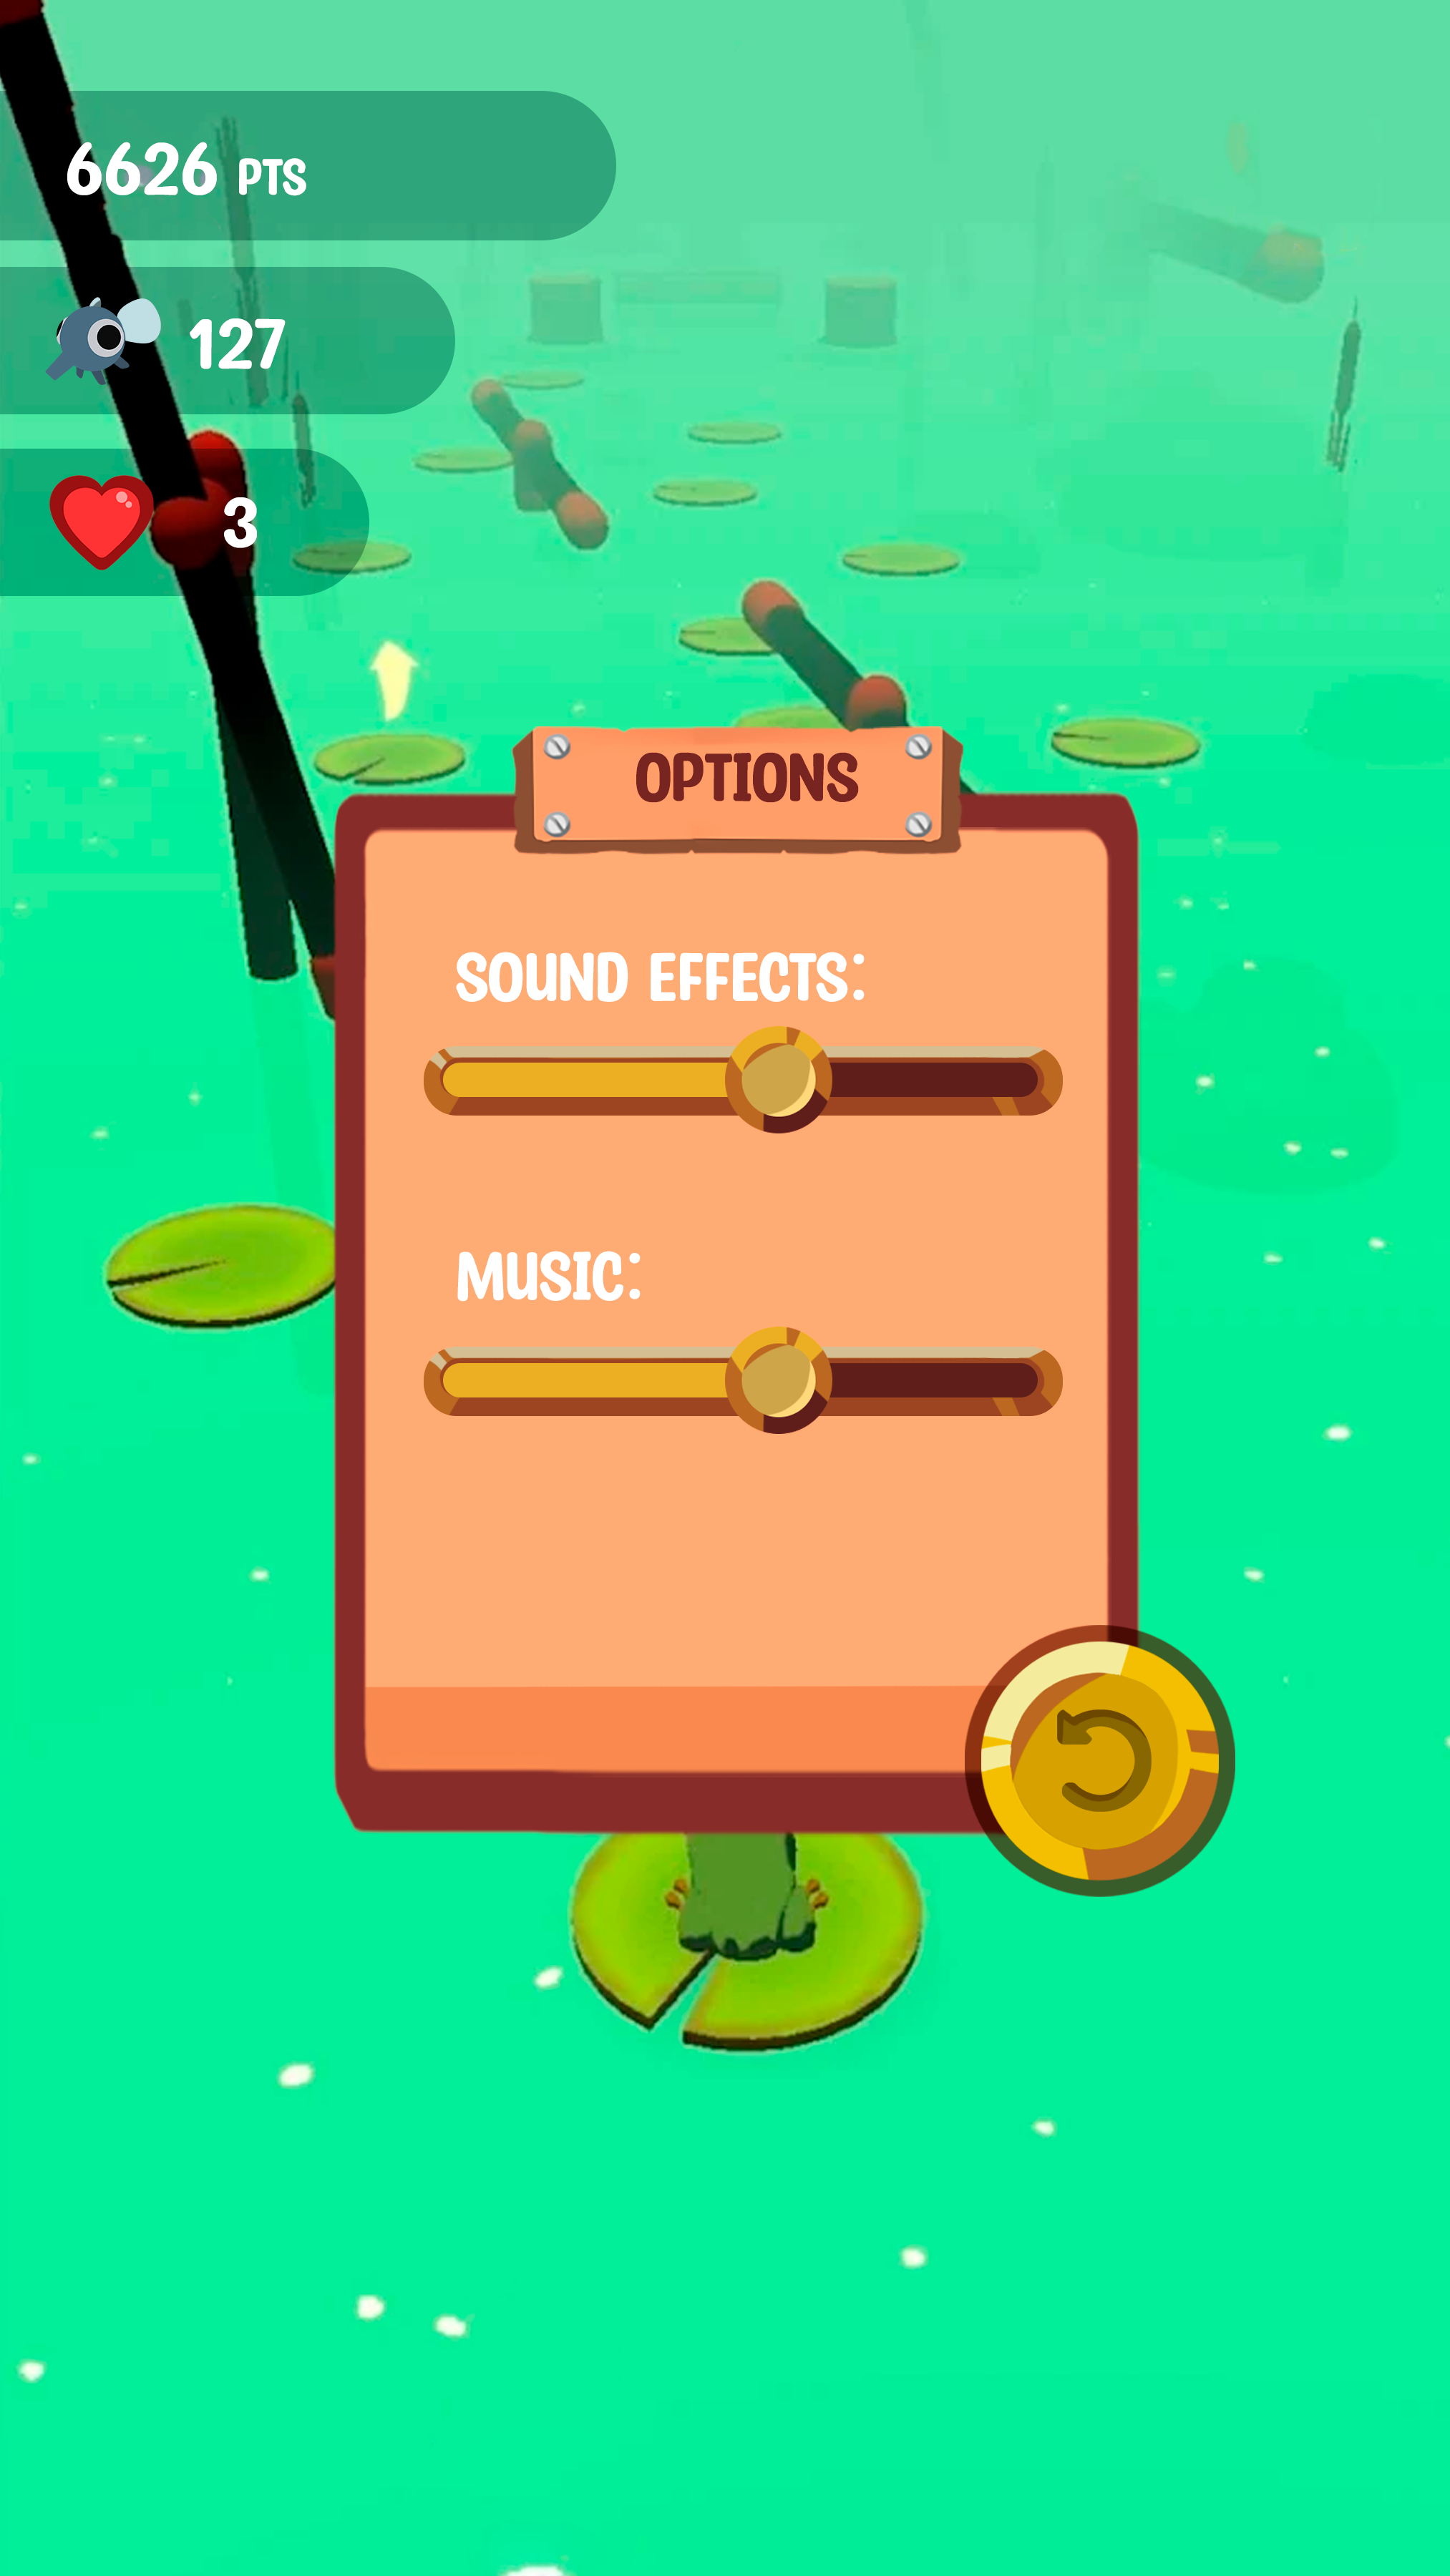 6626 PTS
127
3
OPTIONS
SOUND EFFECTS:
MUSIC: